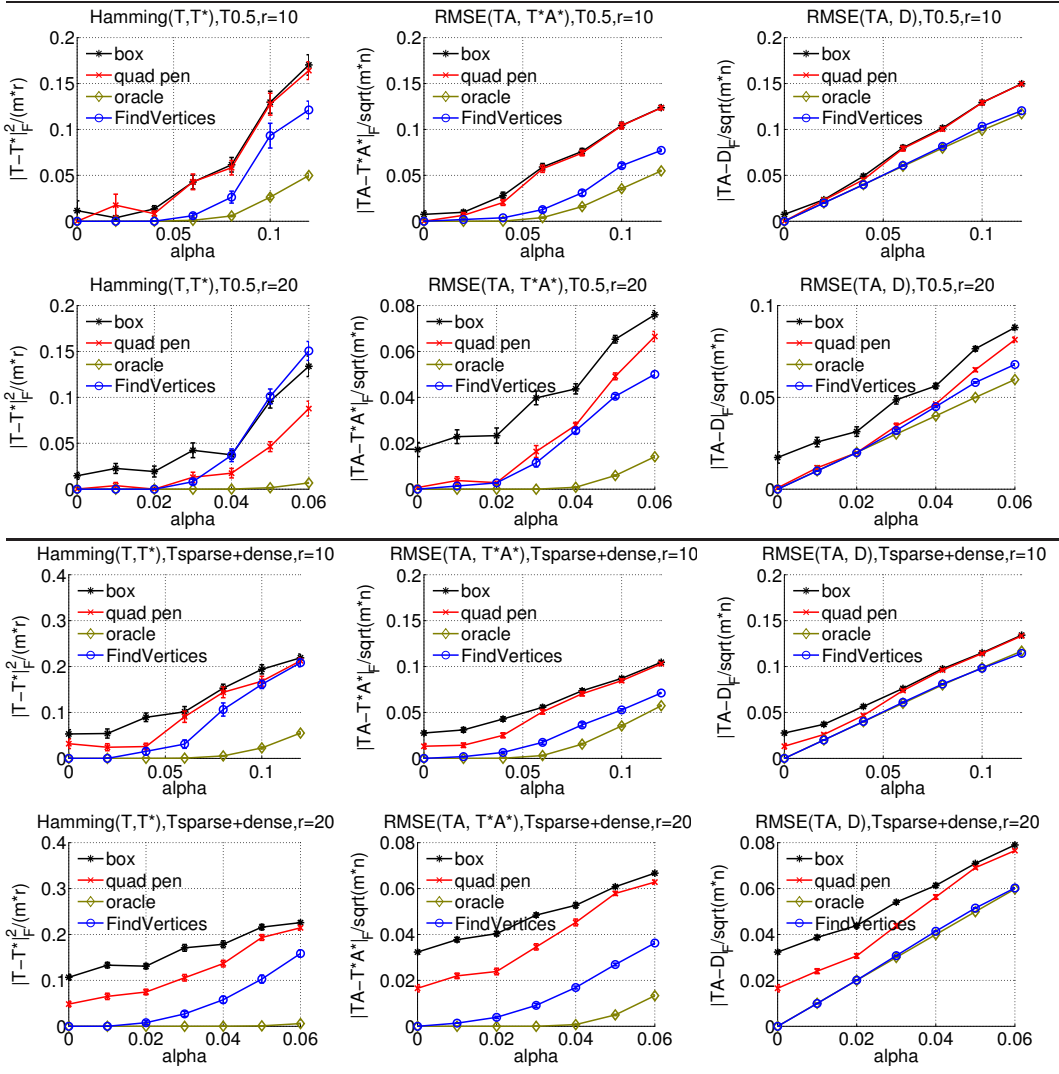 Hamming(T,T*),T0.5,r=10
0.2
0.15
0.1
0.05
0
0 0.05 0.1
alpha
|T−T*|²_F/(m*r)
box
quad pen
oracle
FindVertices
RMSE(TA, T*A*),T0.5,r=10
0.2
0.15
0.1
0.05
0
0 0.05 0.1
alpha
|TA−T*A*|_F/sqrt(m*n)
box
quad pen
oracle
FindVertices
RMSE(TA, D),T0.5,r=10
0.2
0.15
0.1
0.05
0
0 0.05 0.1
alpha
|TA−D|_F/sqrt(m*n)
box
quad pen
oracle
FindVertices
Hamming(T,T*),T0.5,r=20
0.2
0.15
0.1
0.05
0
0 0.02 0.04 0.06
alpha
|T−T*|²_F/(m*r)
box
quad pen
oracle
FindVertices
RMSE(TA, T*A*),T0.5,r=20
0.08
0.06
0.04
0.02
0
0 0.02 0.04 0.06
alpha
|TA−T*A*|_F/sqrt(m*n)
box
quad pen
oracle
FindVertices
RMSE(TA, D),T0.5,r=20
0.1
0.05
0
0 0.02 0.04 0.06
alpha
|TA−D|_F/sqrt(m*n)
box
quad pen
oracle
FindVertices
Hamming(T,T*),Tsparse+dense,r=10
0.4
0.3
0.2
0.1
0
0 0.05 0.1
alpha
|T−T*|²_F/(m*r)
box
quad pen
oracle
FindVertices
RMSE(TA, T*A*),Tsparse+dense,r=10
0.2
0.15
0.1
0.05
0
0 0.05 0.1
alpha
|TA−T*A*|_F/sqrt(m*n)
box
quad pen
oracle
FindVertices
RMSE(TA, D),Tsparse+dense,r=10
0.2
0.15
0.1
0.05
0
0 0.05 0.1
alpha
|TA−D|_F/sqrt(m*n)
box
quad pen
oracle
FindVertices
Hamming(T,T*),Tsparse+dense,r=20
0.4
0.3
0.2
0.1
0
0 0.02 0.04 0.06
alpha
|T−T*|²_F/(m*r)
box
quad pen
oracle
FindVertices
RMSE(TA, T*A*),Tsparse+dense,r=20
0.08
0.06
0.04
0.02
0
0 0.02 0.04 0.06
alpha
|TA−T*A*|_F/sqrt(m*n)
box
quad pen
oracle
FindVertices
RMSE(TA, D),Tsparse+dense,r=20
0.08
0.06
0.04
0.02
0
0 0.02 0.04 0.06
alpha
|TA−D|_F/sqrt(m*n)
box
quad pen
oracle
FindVertices